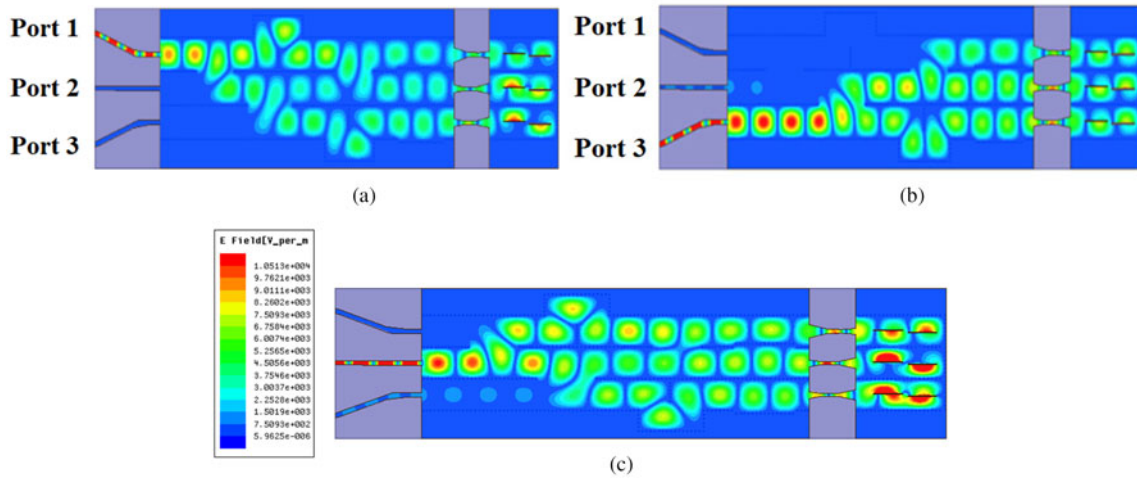 Port 1
Port 2
Port 3
(a)
Port 1
Port 2
Port 3
(b)
E Field[V_per_m
1.0513e+004
9.7621e+003
9.0111e+003
8.2602e+003
7.5093e+003
6.7584e+003
6.0074e+003
5.2565e+003
4.5056e+003
3.7546e+003
3.0037e+003
2.2528e+003
1.5019e+003
7.5093e+002
5.9625e-006
(c)